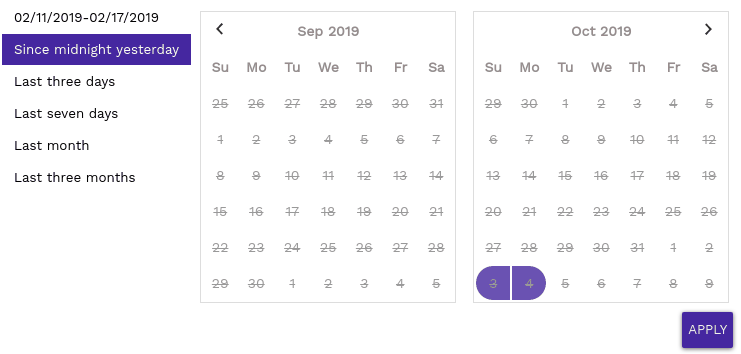 02/11/2019-02/17/2019
Since midnight yesterday
Last three days
Last seven days
Last month
Last three months
Sep 2019
Su Mo Tu We Th Fr Sa
25 26 27 28 29 30 31
1 2 3 4 5 6 7
8 9 10 11 12 13 14
15 16 17 18 19 20 21
22 23 24 25 26 27 28
29 30 1 2 3 4 5
Oct 2019
Su Mo Tu We Th Fr Sa
29 30 1 2 3 4 5
6 7 8 9 10 11 12
13 14 15 16 17 18 19
20 21 22 23 24 25 26
27 28 29 30 31 1 2
3 4 5 6 7 8 9
APPLY